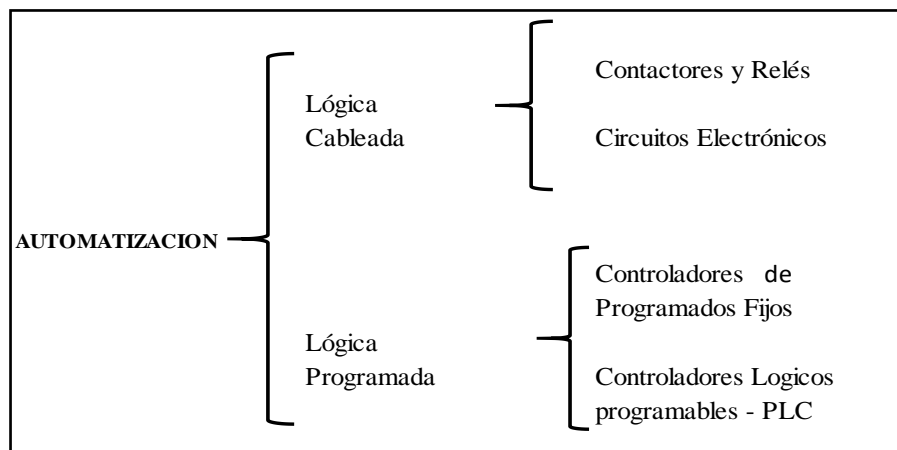 AUTOMATIZACION
Lógica
Cableada
Contactores y Relés
Circuitos Electrónicos
Lógica
Programada
Controladores de
Programados Fijos
Controladores Logicos
programables - PLC